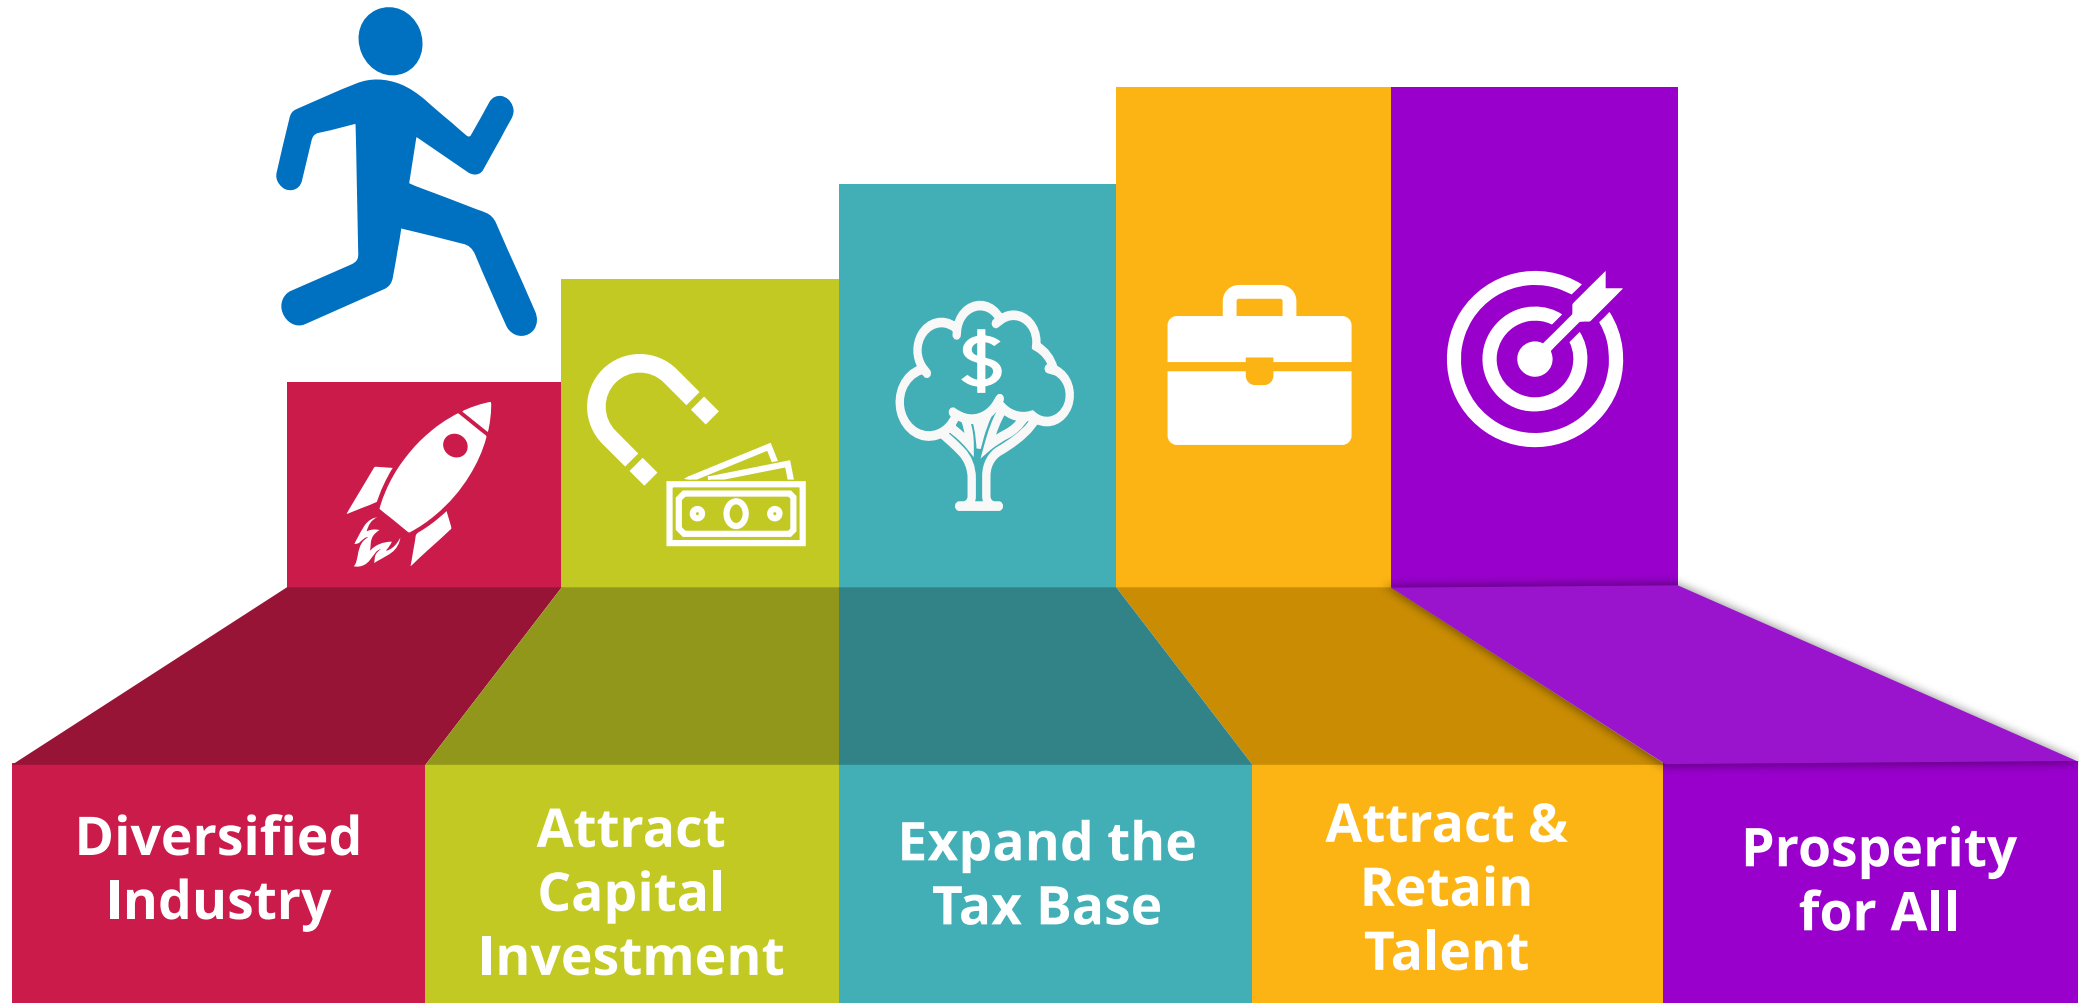 $
Diversified
Industry
Attract
Capital
Investment
Expand the
Tax Base
Attract &
Retain
Talent
Prosperity
for All